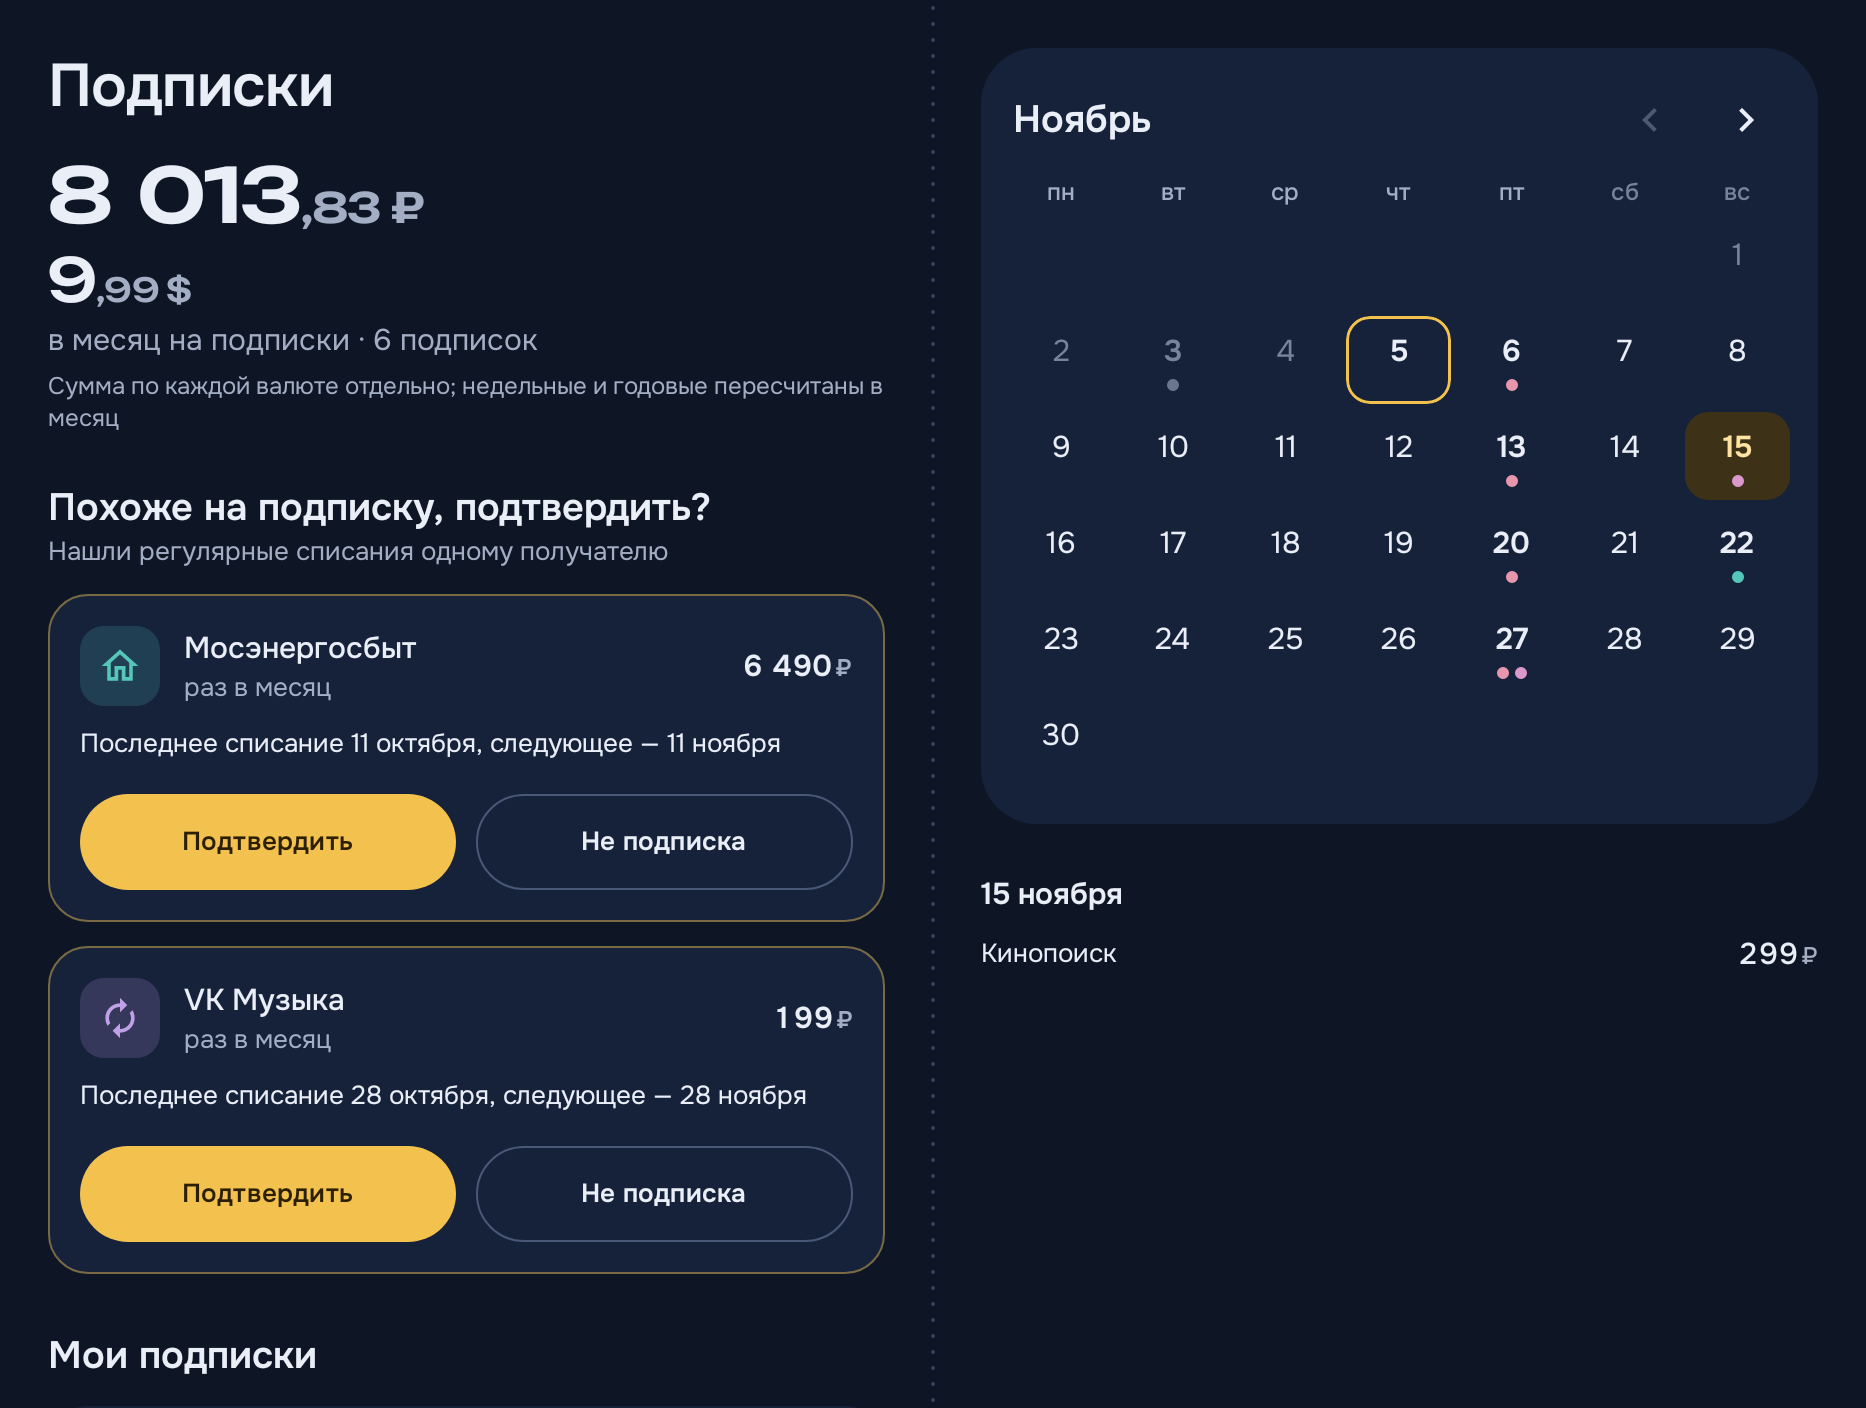 Подписки
8 013,83 ₽
9,99 $
в месяц на подписки · 6 подписок
Сумма по каждой валюте отдельно; недельные и годовые пересчитаны в
месяц
Похоже на подписку, подтвердить?
Нашли регулярные списания одному получателю
Мосэнергосбыт
раз в месяц
6 490 ₽
Последнее списание 11 октября, следующее — 11 ноября
Подтвердить
Не подписка
VK Музыка
раз в месяц
199 ₽
Последнее списание 28 октября, следующее — 28 ноября
Подтвердить
Не подписка
Мои подписки
Ноябрь
пн вт ср чт пт сб вс
1
2 3 4 5 6 7 8
9 10 11 12 13 14 15
16 17 18 19 20 21 22
23 24 25 26 27 28 29
30
15 ноября
Кинопоиск 299 ₽